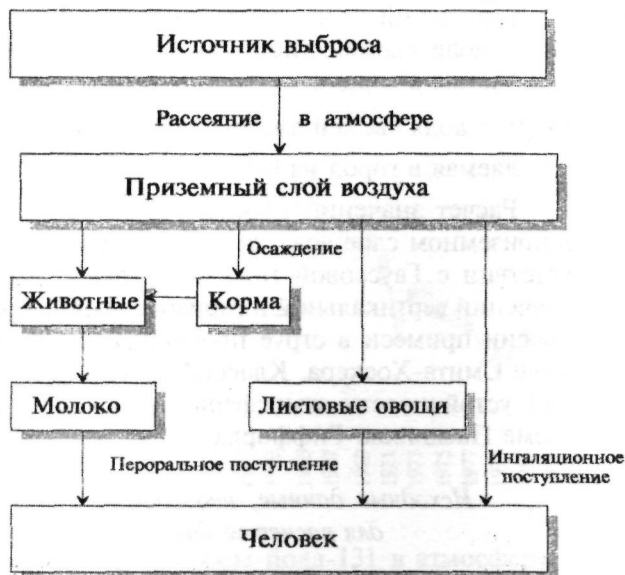 Источник выброса
Рассеяние в атмосфере
Приземный слой воздуха
Осаждение
Животные
Корма
Молоко
Листовые овощи
Пероральное поступление
Ингаляционное
поступление
Человек